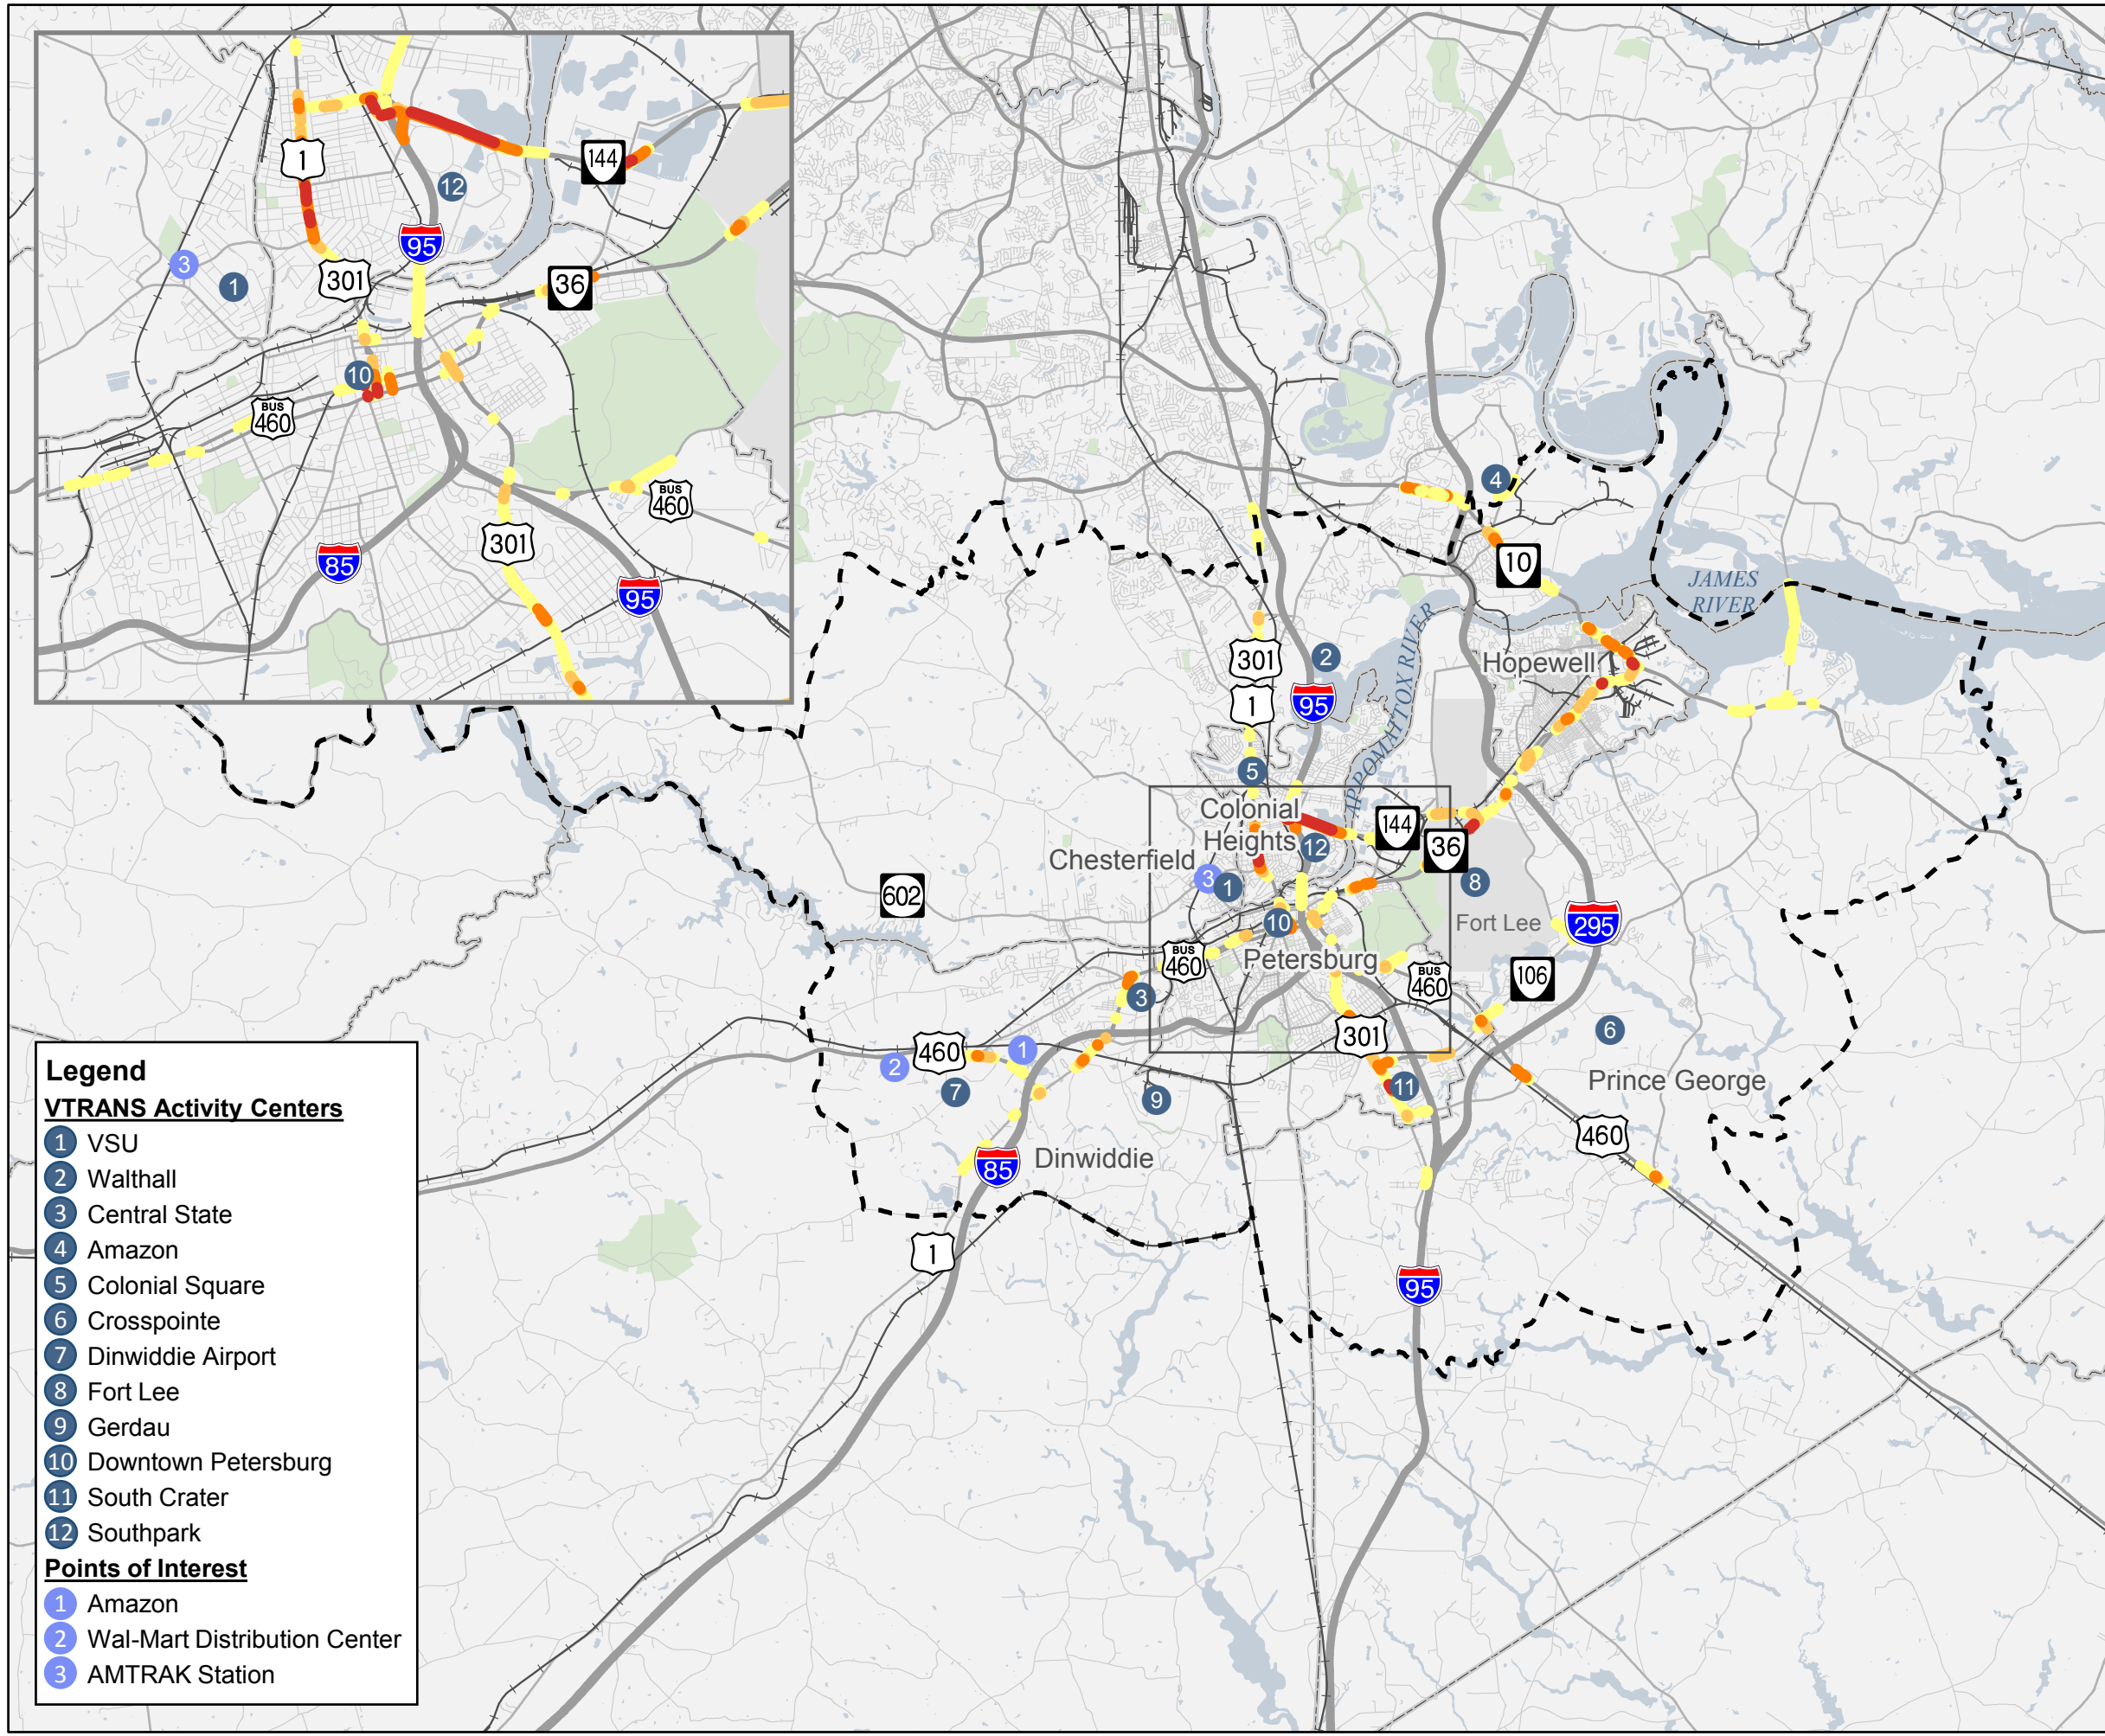 1
144
12
95
3
1
301
36
10
BUS
460
BUS
460
301
85
95
4
10
JAMES
RIVER
301
2
Hopewell
1
95
APPOMATTOX RIVER
5
Colonial
Heights
144
12
36
Chesterfield
3
1
8
602
10
Fort Lee
295
BUS
460
Petersburg
BUS
460
106
3
301
6
460
1
2
7
11
Prince George
9
460
Dinwiddie
85
1
95
Legend
VTRANS Activity Centers
1 VSU
2 Walthall
3 Central State
4 Amazon
5 Colonial Square
6 Crosspointe
7 Dinwiddie Airport
8 Fort Lee
9 Gerdau
10 Downtown Petersburg
11 South Crater
12 Southpark
Points of Interest
1 Amazon
2 Wal-Mart Distribution Center
3 AMTRAK Station